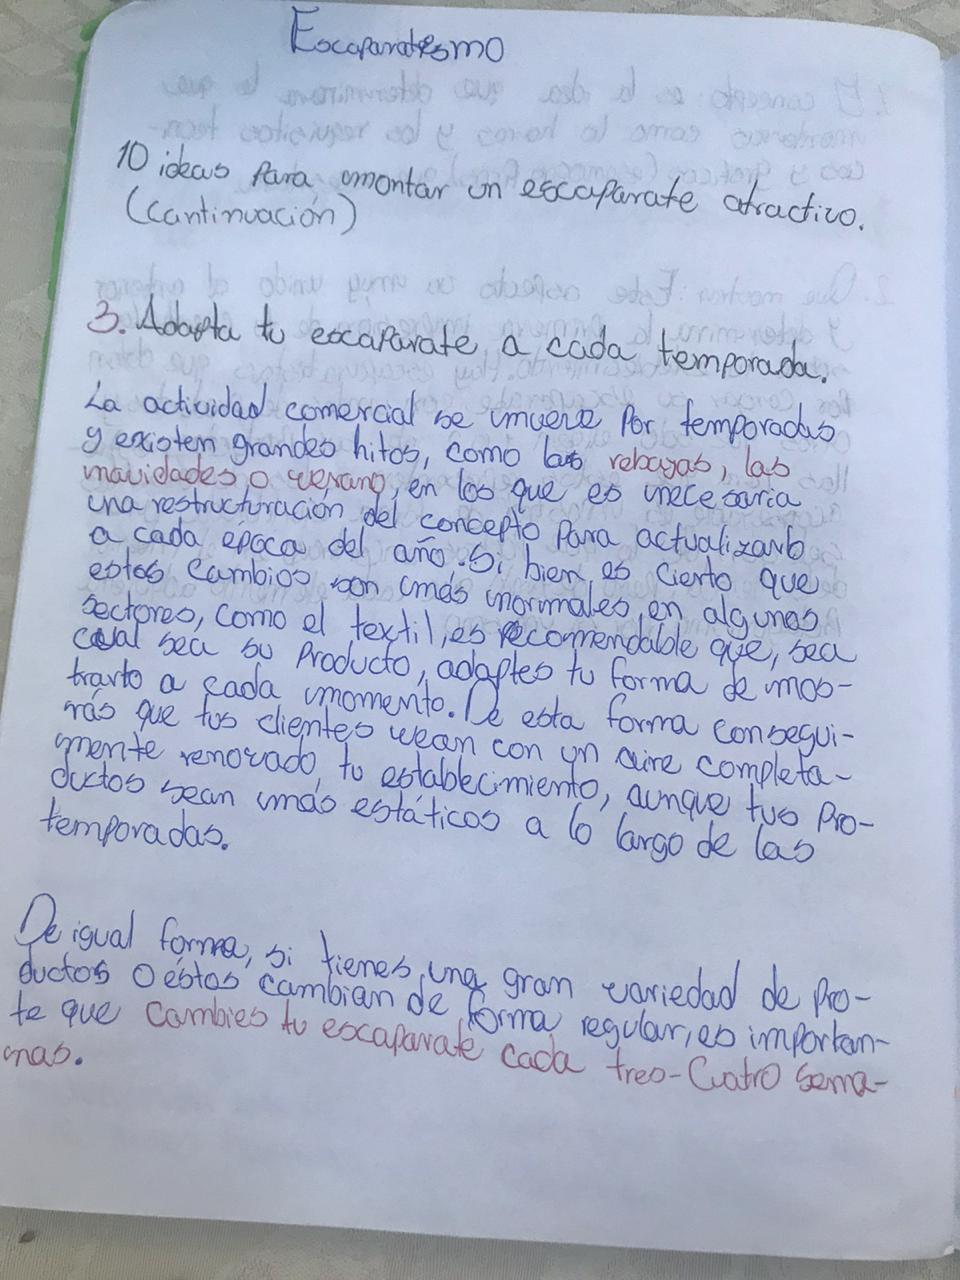 Escaparatismo
10 ideas para montar un escaparate atractivo.
(continuación)
3. Adapta tu escaparate a cada temporada.
La actividad comercial se mueve por temporadas
y existen grandes hitos, como las rebajas, las
navidades o verano, en los que es necesaria
una restructuración del concepto para actualizarlo
a cada época del año. Si bien es cierto que
estos cambios son más normales en algunos
sectores, como el textil, es recomendable que, sea
cual sea su producto, adaptes tu forma de mos-
trarlo a cada momento. De esta forma consegui-
rás que tus clientes vean con un aire completa-
mente renovado, tu establecimiento, aunque tus pro-
ductos sean más estáticos a lo largo de las
temporadas.
De igual forma, si tienes una gran variedad de pro-
ductos o éstos cambian de forma regular, es importan-
te que cambies tu escaparate cada tres-cuatro sema-
nas.